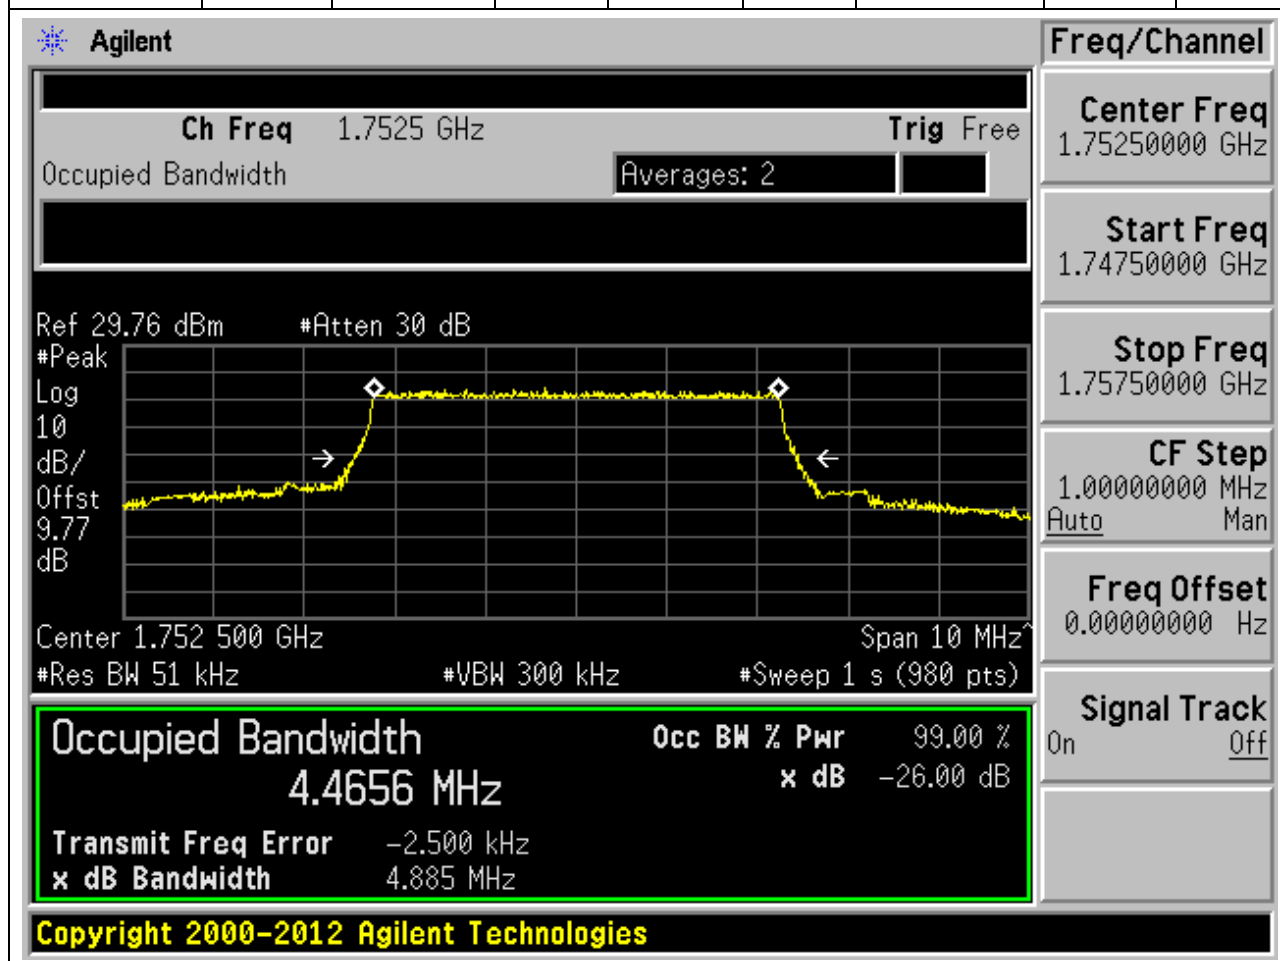 Agilent
Freq/Channel
Ch Freq 1.7525 GHz Trig Free
Occupied Bandwidth Averages: 2
Ref 29.76 dBm #Atten 30 dB
#Peak
Log
10
dB/
Offst
9.77
dB
Center 1.752 500 GHz Span 10 MHz^
#Res BW 51 kHz #VBW 300 kHz #Sweep 1 s (980 pts)
Occupied Bandwidth Occ BW % Pwr 99.00 %
4.4656 MHz x dB -26.00 dB
Transmit Freq Error -2.500 kHz
x dB Bandwidth 4.885 MHz
Copyright 2000-2012 Agilent Technologies
Center Freq
1.75250000 GHz
Start Freq
1.74750000 GHz
Stop Freq
1.75750000 GHz
CF Step
1.00000000 MHz
Auto Man
Freq Offset
0.00000000 Hz
Signal Track
On Off